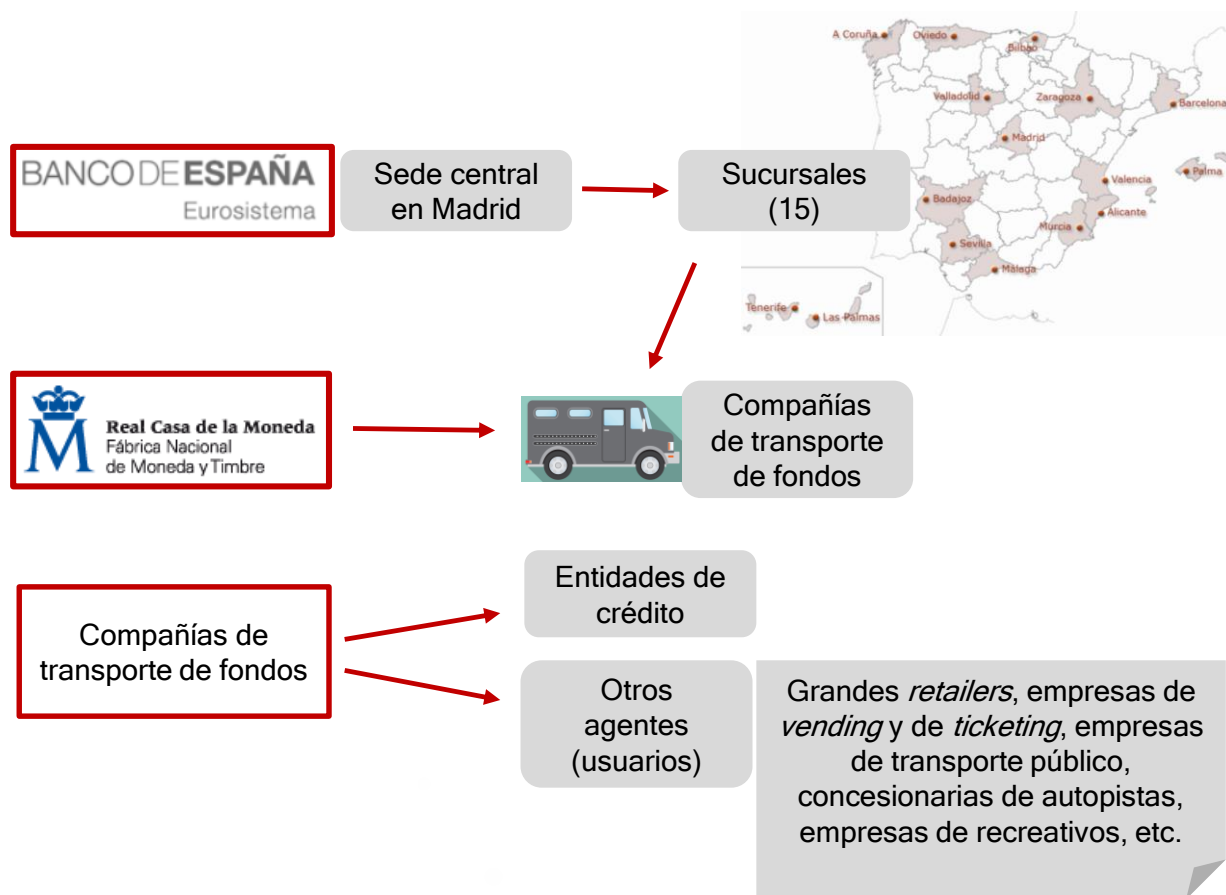 A Coruña
Oviedo
Bilbao
Valladolid
Zaragoza
Barcelona
Madrid
BANCO DE ESPAÑA
Eurosistema
Sede central
en Madrid
Sucursales
(15)
Valencia
Palma
Badajoz
Alicante
Murcia
Sevilla
Málaga
Tenerife
Las Palmas
Real Casa de la Moneda
Fábrica Nacional
de Moneda y Timbre
Compañías
de transporte
de fondos
Compañías de
transporte de fondos
Entidades de
crédito
Otros
agentes
(usuarios)
Grandes retailers, empresas de
vending y de ticketing, empresas
de transporte público,
concesionarias de autopistas,
empresas de recreativos, etc.